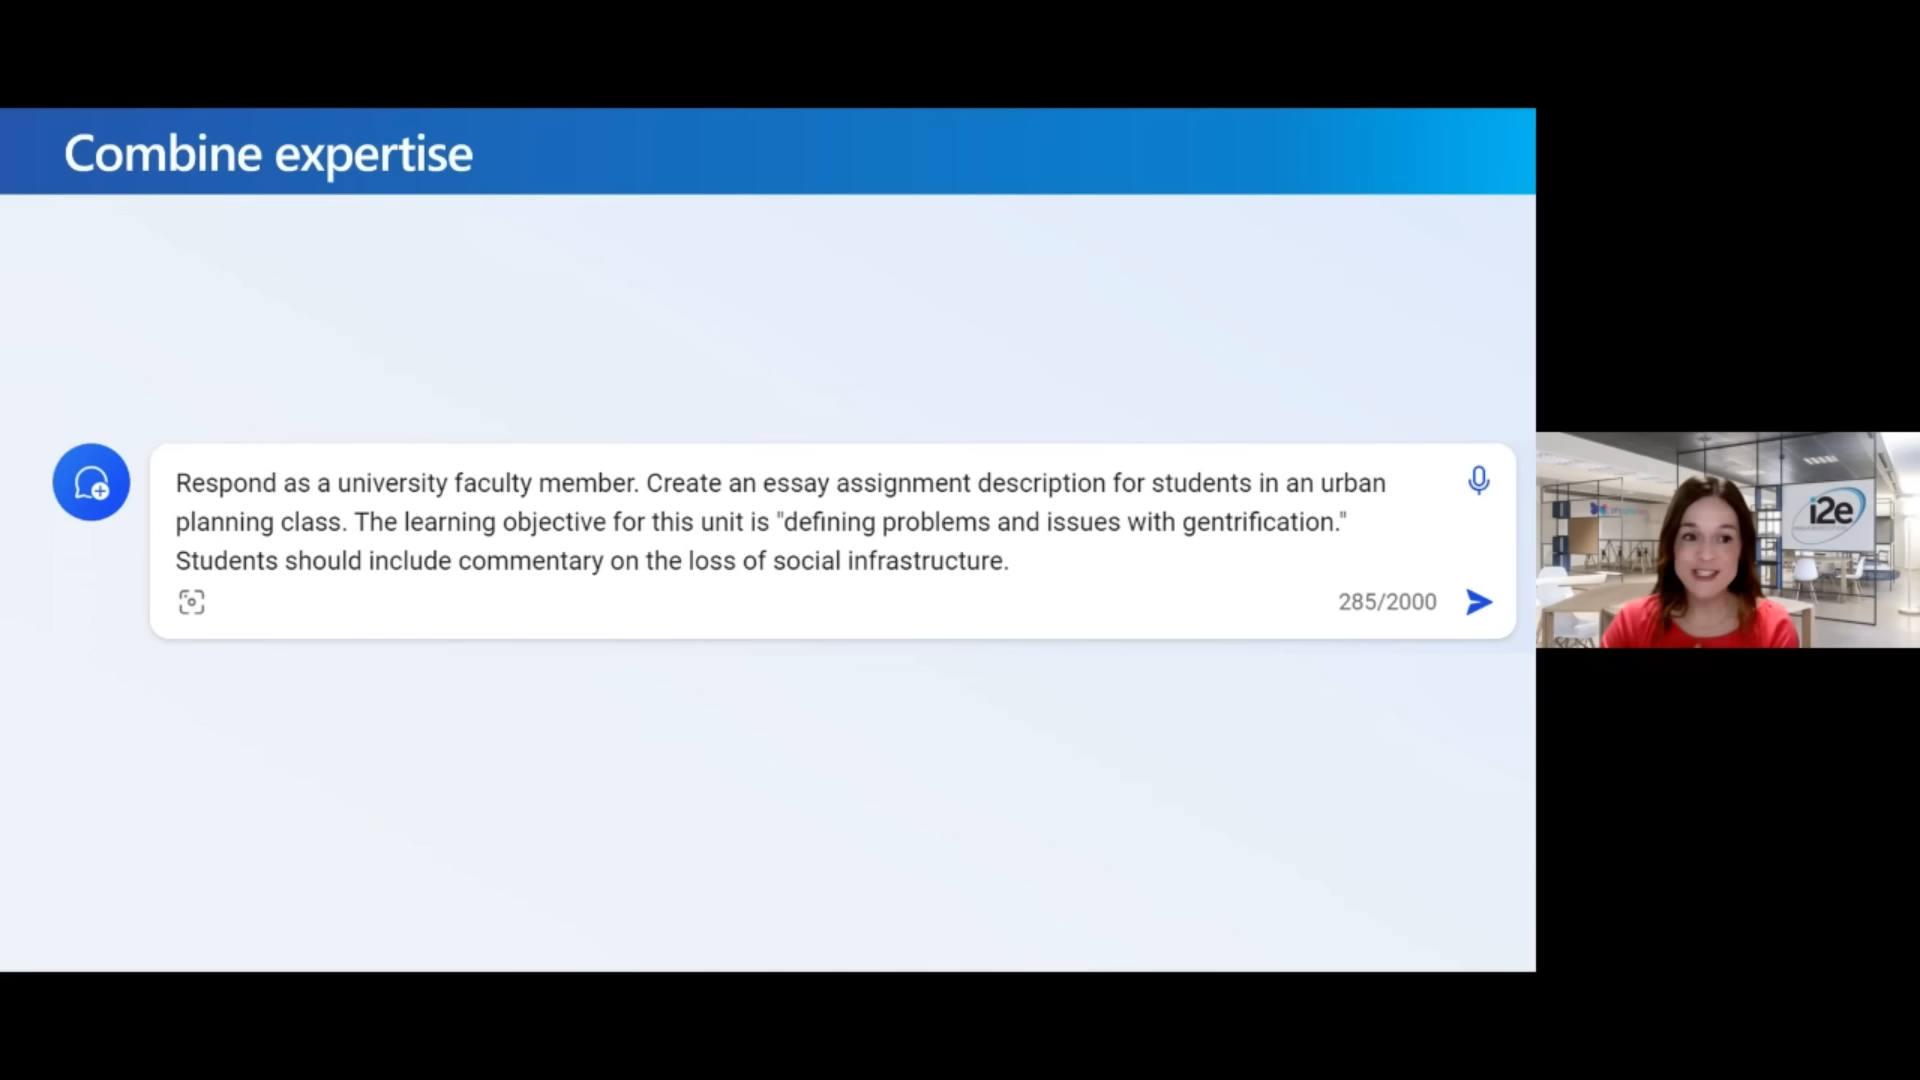 Combine expertise
Respond as a university faculty member. Create an essay assignment description for students in an urban
planning class. The learning objective for this unit is "defining problems and issues with gentrification."
Students should include commentary on the loss of social infrastructure.
285/2000
i2e